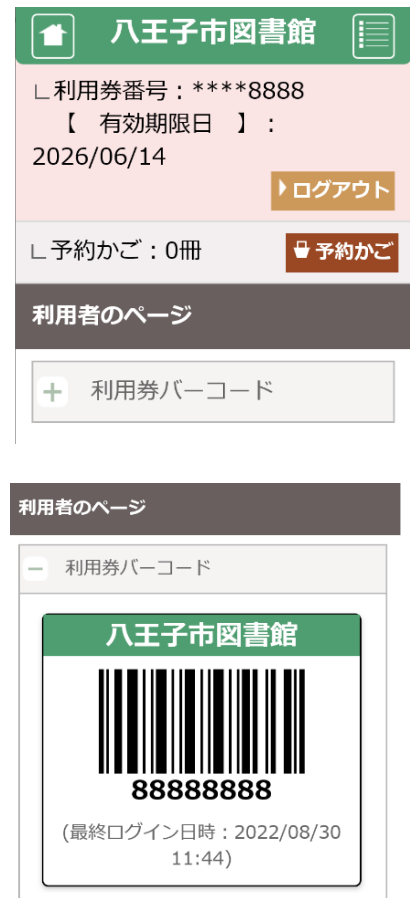 八王子市図書館
∟利用券番号：****8888
【　有効期限日　】：
2026/06/14
ログアウト
∟予約かご：0冊
予約かご
利用者のページ
利用券バーコード
利用者のページ
利用券バーコード
八王子市図書館
88888888
(最終ログイン日時：2022/08/30
11:44)